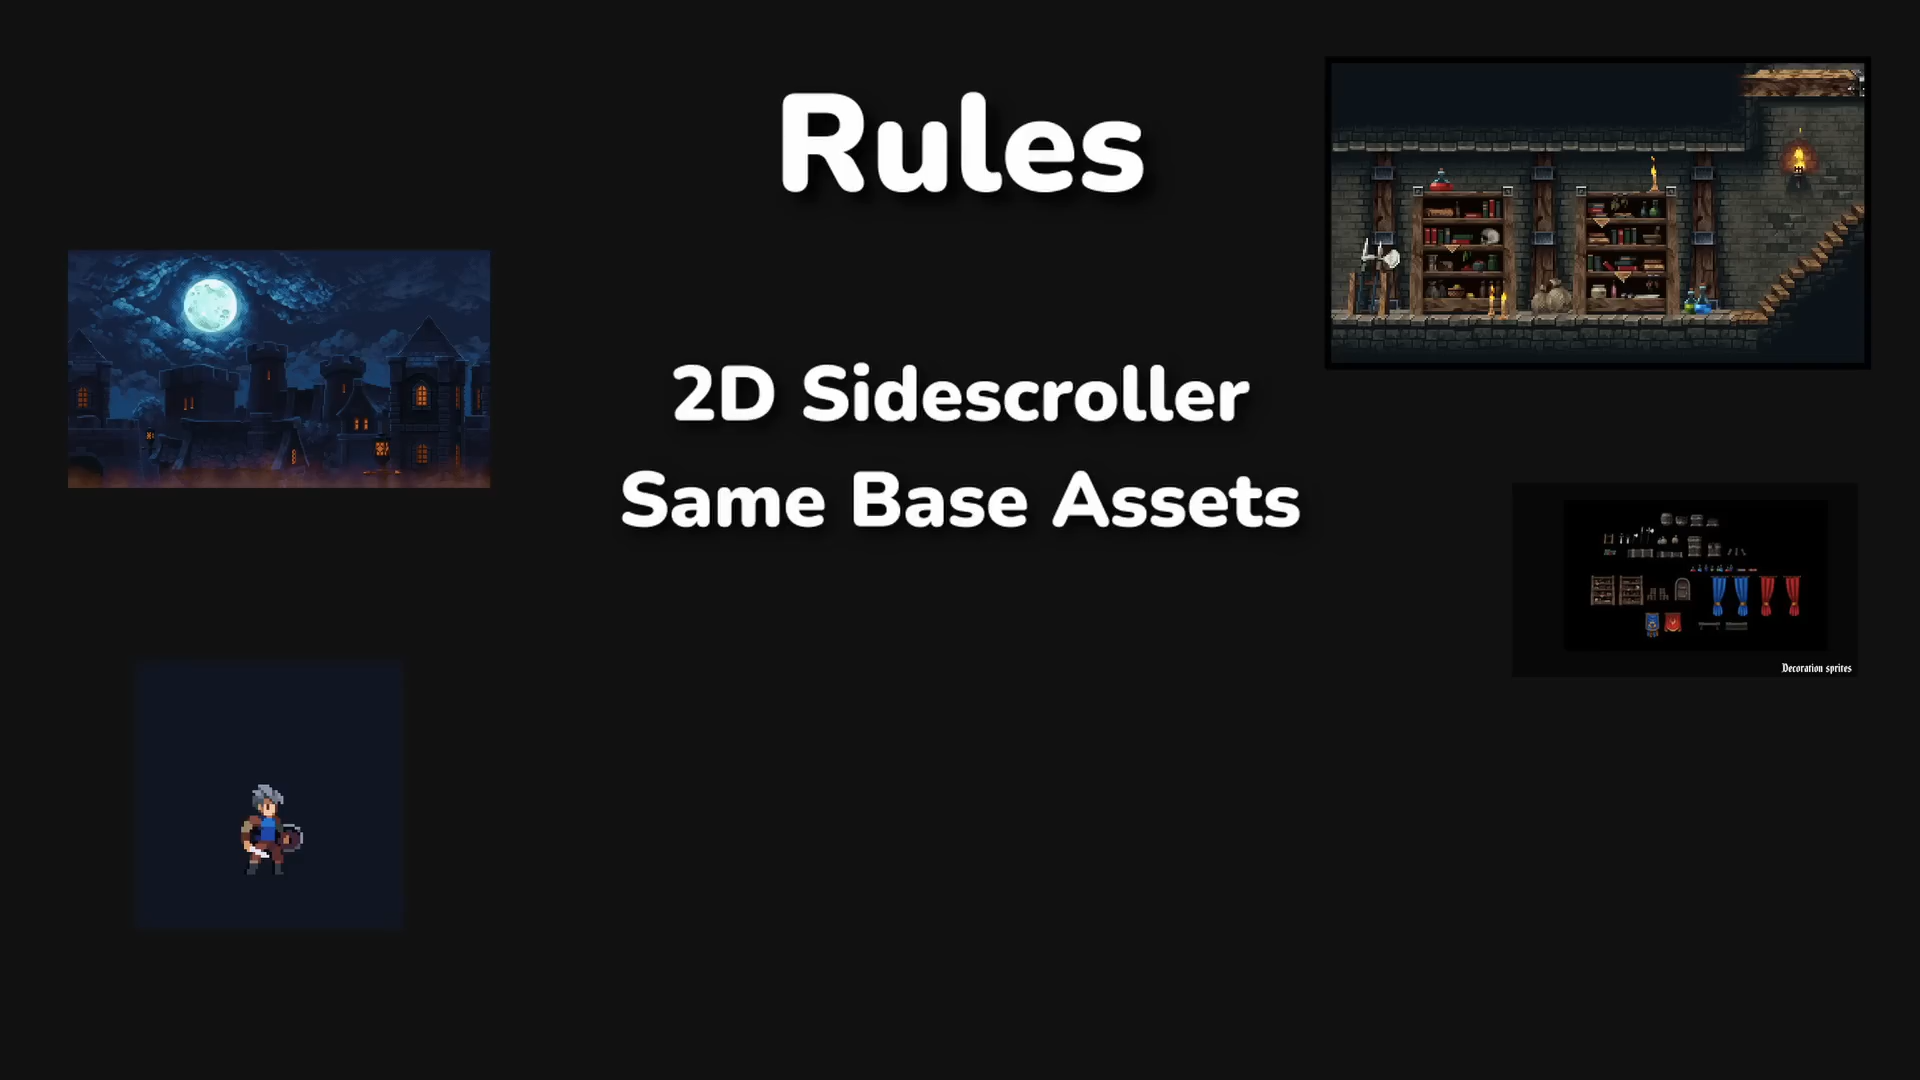 Rules
2D Sidescroller
Same Base Assets
Decoration sprites